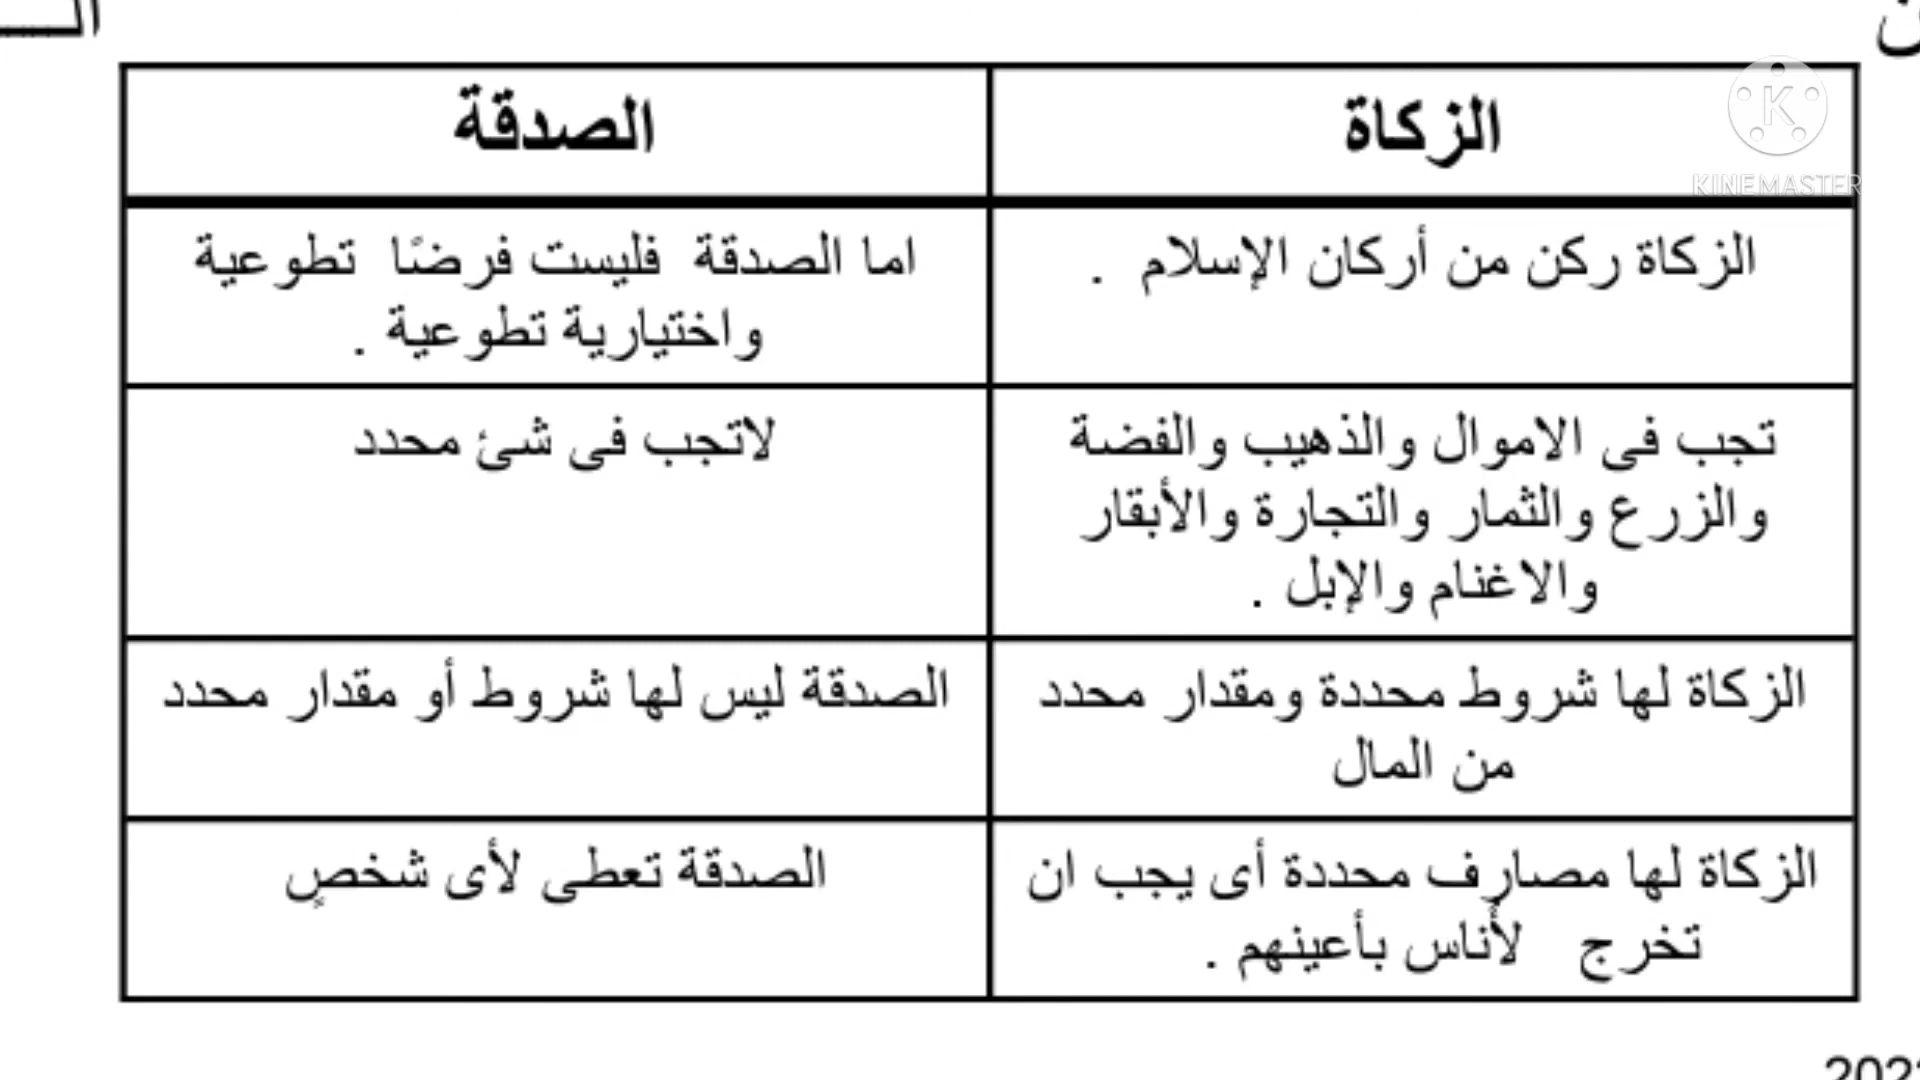 الزكاة
الصدقة
الزكاة ركن من أركان الإسلام .
اما الصدقة فليست فرضًا تطوعية
واختيارية تطوعية .
تجب فى الاموال والذهيب والفضة
والزرع والثمار والتجارة والأبقار
والاغنام والإبل .
لاتجب فى شئ محدد
الزكاة لها شروط محددة ومقدار محدد
من المال
الصدقة ليس لها شروط أو مقدار محدد
الزكاة لها مصارف محددة أى يجب ان
تخرج لأناس بأعينهم .
الصدقة تعطى لأى شخصٍ
KINEMASTER